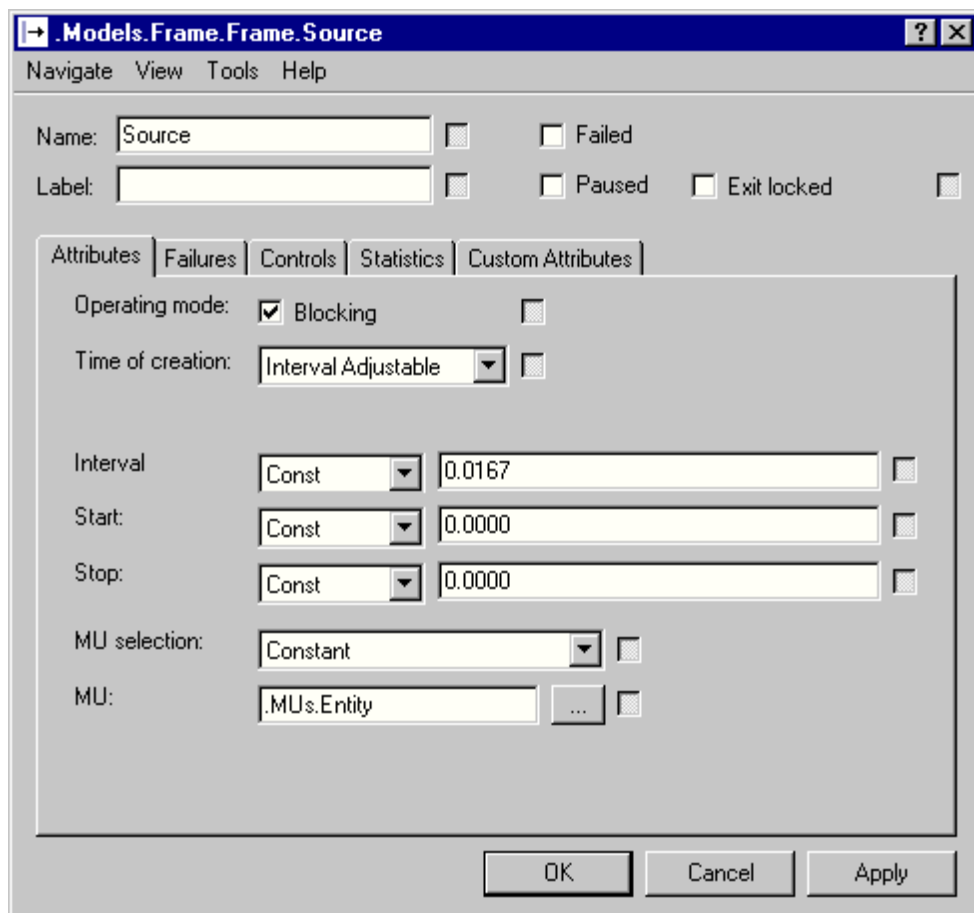 .Models.Frame.Frame.Source
Navigate View Tools Help
Name: Source Failed
Label: Paused Exit locked
Attributes Failures Controls Statistics Custom Attributes
Operating mode: Blocking
Time of creation: Interval Adjustable
Interval Const 0.0167
Start: Const 0.0000
Stop: Const 0.0000
MU selection: Constant
MU: .MUs.Entity ...
OK Cancel Apply